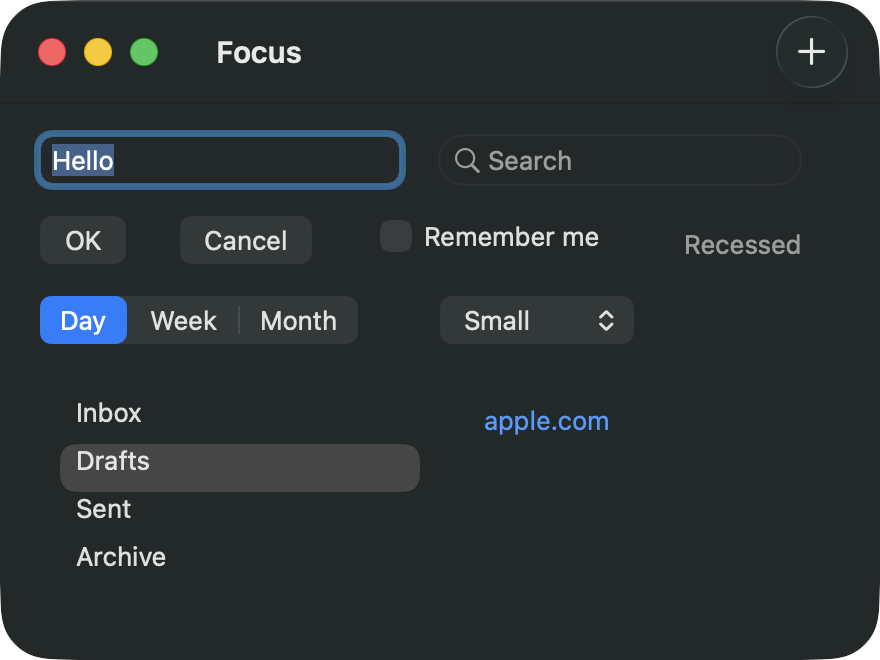 Focus
Hello
Search
OK
Cancel
Remember me
Recessed
Day
Week
Month
Small
Inbox
apple.com
Drafts
Sent
Archive